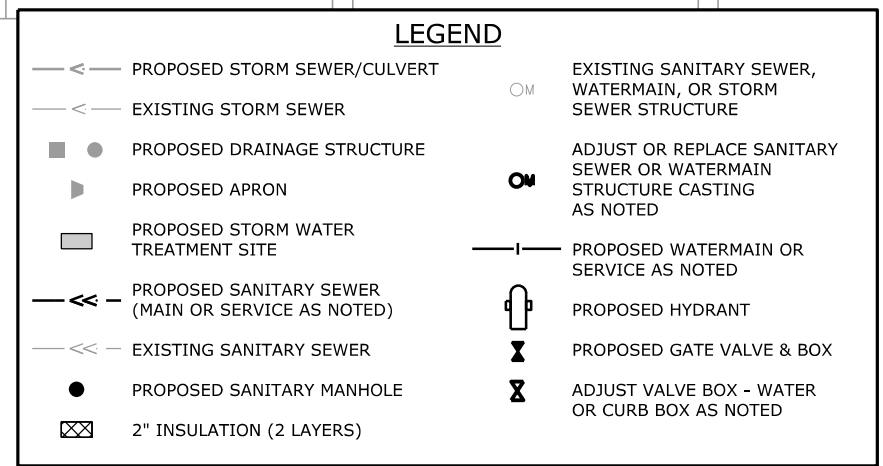 LEGEND
PROPOSED STORM SEWER/CULVERT
EXISTING STORM SEWER
PROPOSED DRAINAGE STRUCTURE
PROPOSED APRON
PROPOSED STORM WATER
TREATMENT SITE
PROPOSED SANITARY SEWER
(MAIN OR SERVICE AS NOTED)
EXISTING SANITARY SEWER
PROPOSED SANITARY MANHOLE
2" INSULATION (2 LAYERS)
EXISTING SANITARY SEWER,
M WATERMAIN, OR STORM
SEWER STRUCTURE
ADJUST OR REPLACE SANITARY
SEWER OR WATERMAIN
M STRUCTURE CASTING
AS NOTED
I PROPOSED WATERMAIN OR
SERVICE AS NOTED
PROPOSED HYDRANT
PROPOSED GATE VALVE & BOX
ADJUST VALVE BOX - WATER
OR CURB BOX AS NOTED